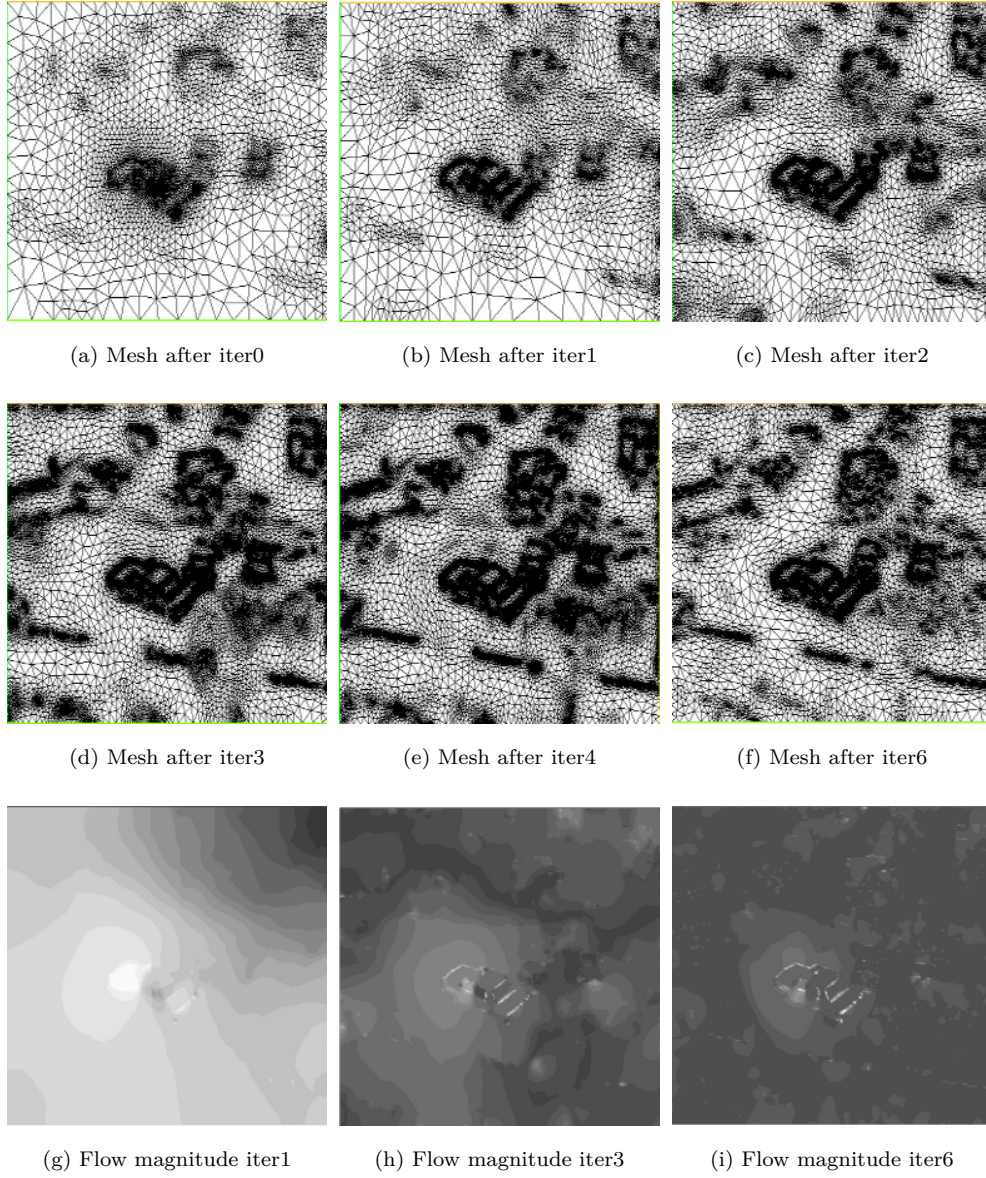 (a) Mesh after iter0
(b) Mesh after iter1
(c) Mesh after iter2
(d) Mesh after iter3
(e) Mesh after iter4
(f) Mesh after iter6
(g) Flow magnitude iter1
(h) Flow magnitude iter3
(i) Flow magnitude iter6